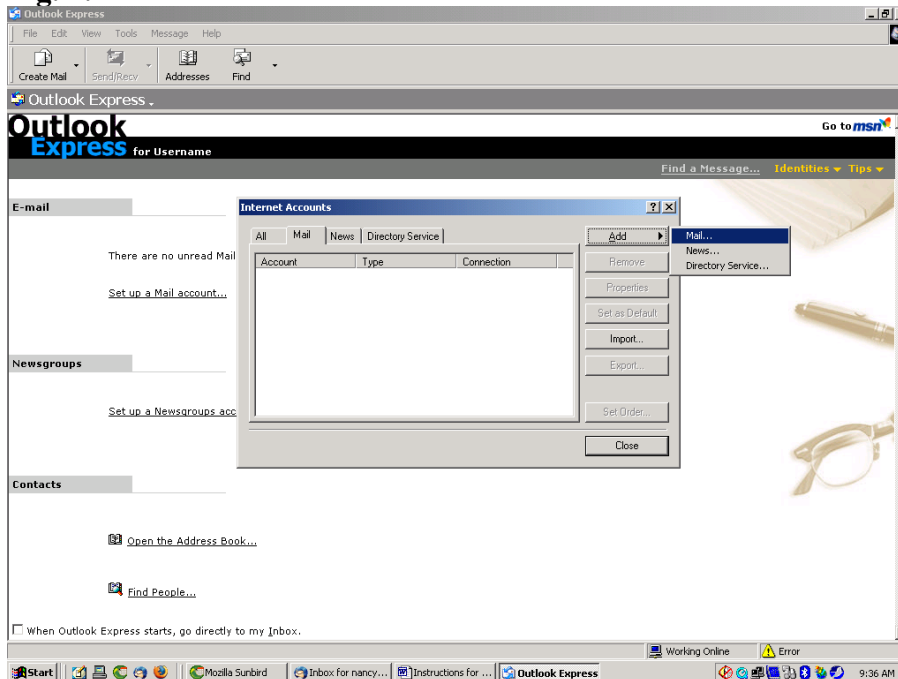 Outlook Express
File Edit View Tools Message Help
Create Mail Send/Recv Addresses Find
Outlook Express
Outlook
Express for Username
Go to msn
Find a Message... Identities Tips
E-mail
There are no unread Mail
Set up a Mail account...
Newsgroups
Set up a Newsgroups acc
Contacts
Open the Address Book...
Find People...
When Outlook Express starts, go directly to my Inbox.
Internet Accounts
All Mail News Directory Service
Account Type Connection
Add
Remove
Properties
Set as Default
Import...
Export...
Set Order...
Close
Mail...
News...
Directory Service...
Working Online Error
Start Mozilla Sunbird Inbox for nancy... Instructions for ... Outlook Express 9:36 AM